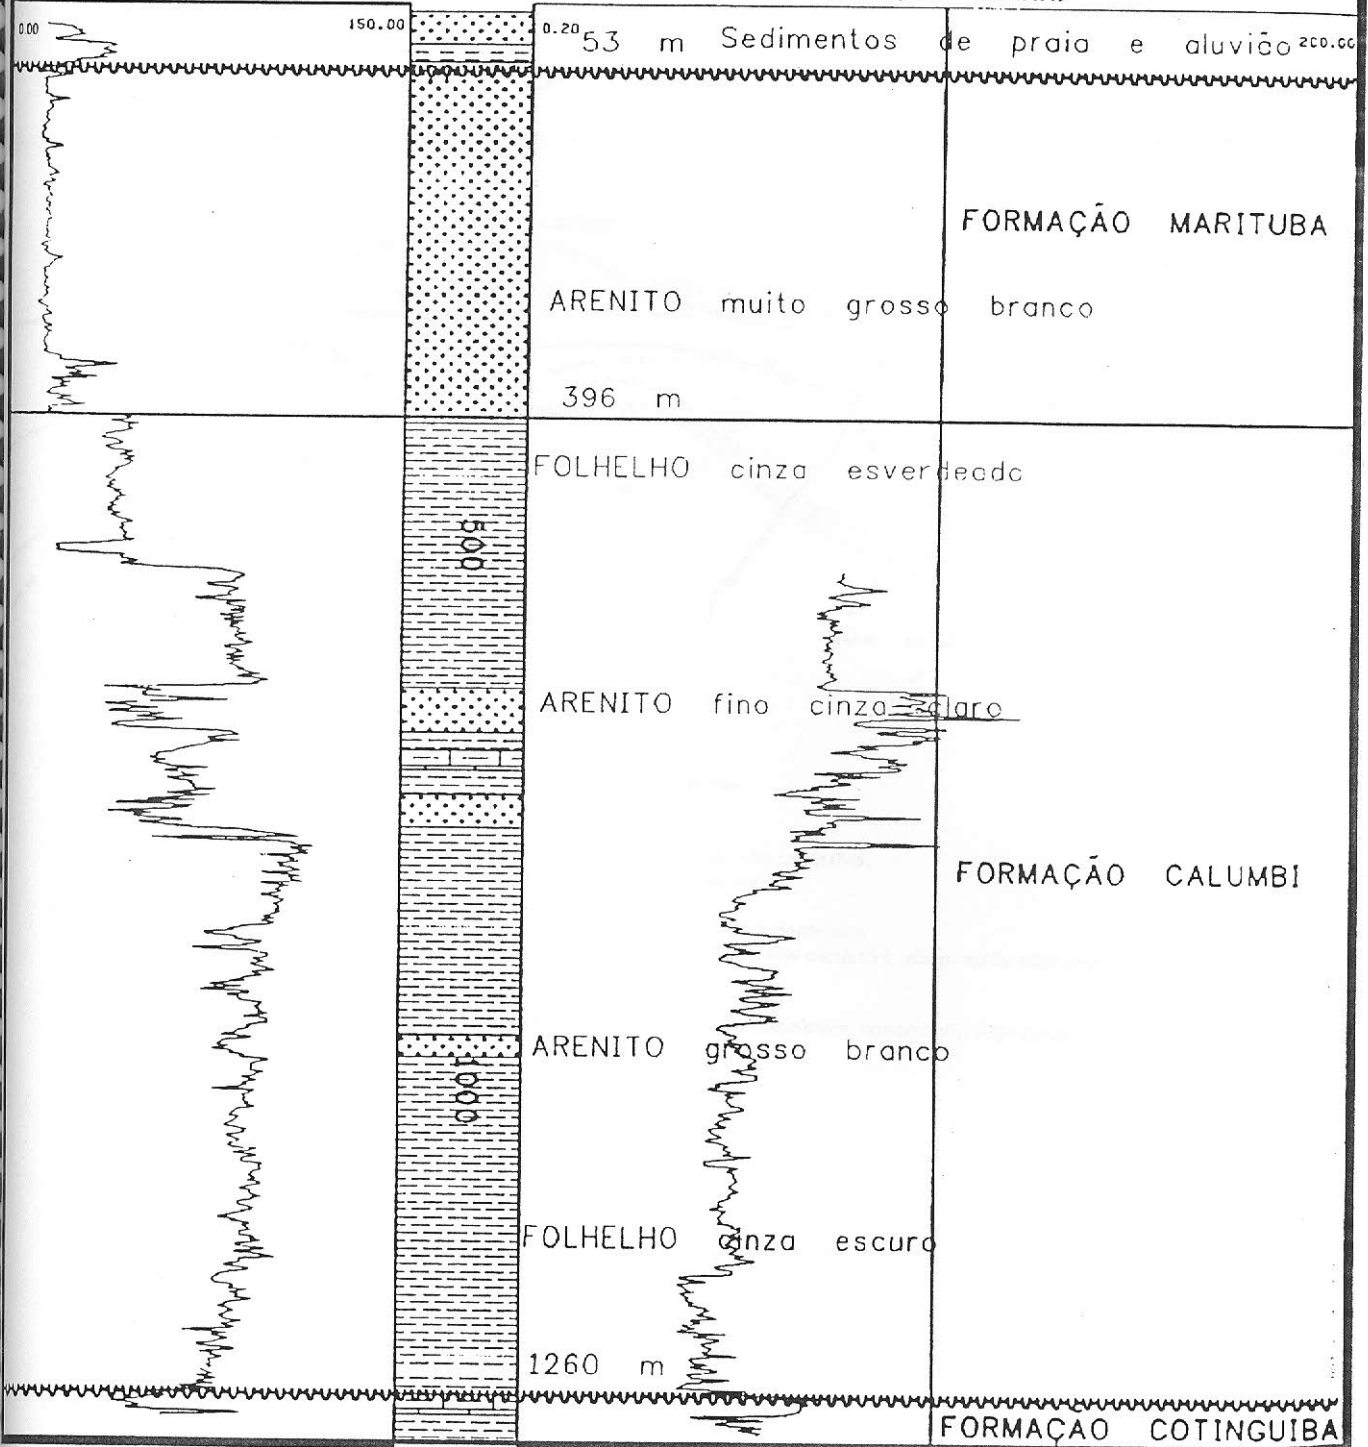 0.00 150.00 0.20 200.00
53 m Sedimentos de praia e aluvião
FORMAÇÃO MARITUBA
ARENITO muito grosso branco
396 m
FOLHELHO cinza esverdeado
500
ARENITO fino cinza claro
FORMAÇÃO CALUMBI
ARENITO grosso branco
1000
FOLHELHO cinza escuro
1260 m
FORMAÇÃO COTINGUIBA